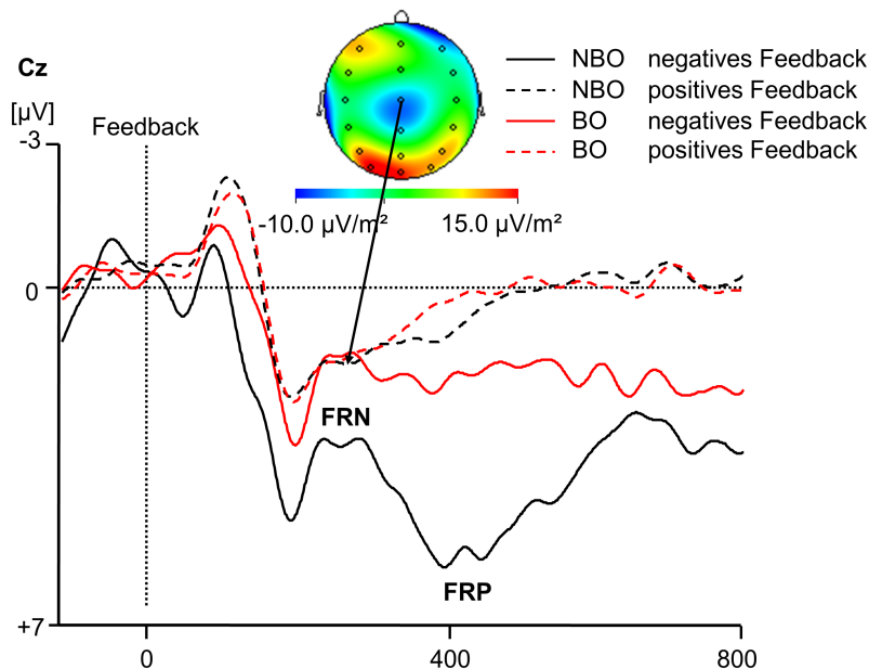 Cz
[µV]
Feedback
-3
0
+7
-10.0 µV/m² 15.0 µV/m²
NBO negatives Feedback
NBO positives Feedback
BO negatives Feedback
BO positives Feedback
FRN
FRP
0 400 800